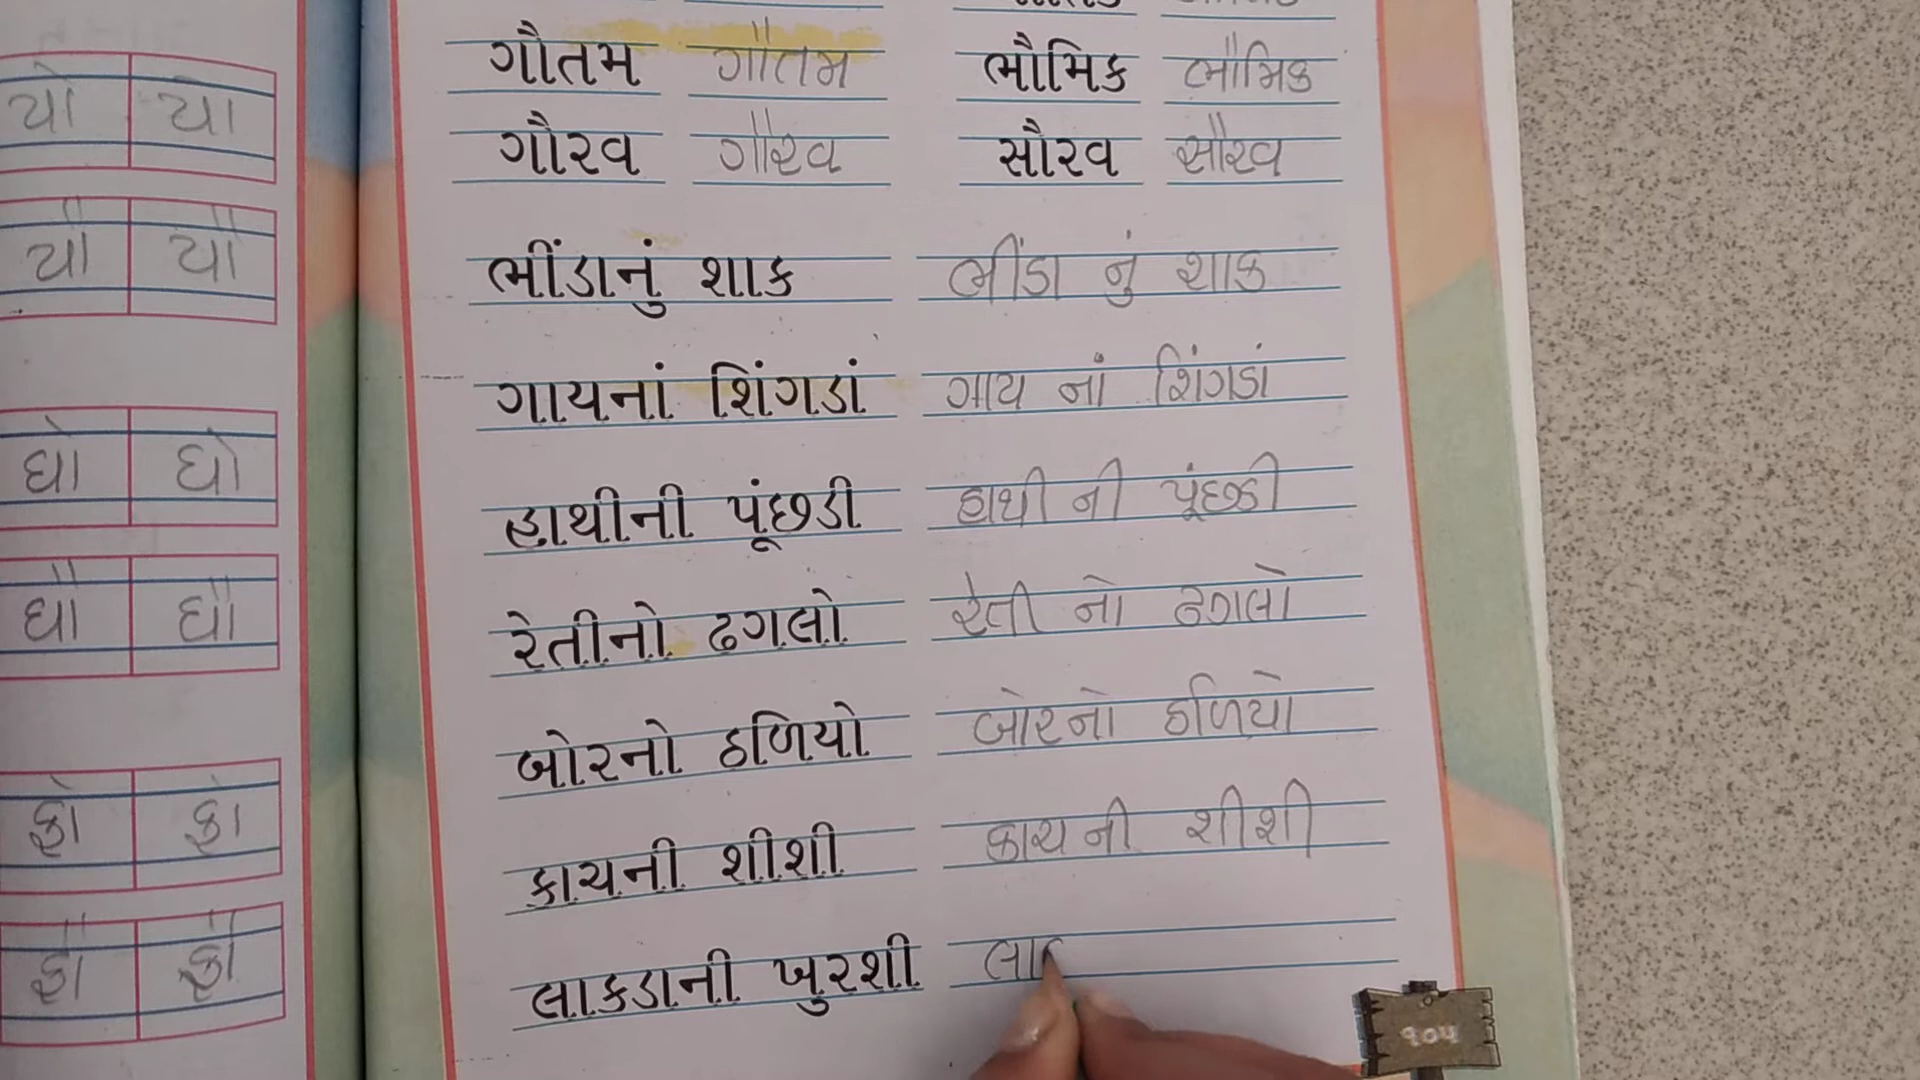 ગૌતમ ગૌતમ ભૌમિક ભૌમિક
ગૌરવ ગૌરવ સૌરવ સૌરવ
ભીંડાનું શાક ભીંડા નું શાક
ગાયનાં શિંગડાં ગાય નાં શિંગડાં
હાથીની પૂંછડી હાથી ની પૂંછડી
રેતીનો ઢગલો રેતી નો ઢગલો
બોરનો ઠળિયો બોરનો ઠળિયો
કાચની શીશી કાચ ની શીશી
લાકડાની ખુરશી લા
યો યો
યૌ યૌ
ઘો ઘો
ઘૌ ઘૌ
ફો ફો
ફૌ ફૌ
૧૦૫